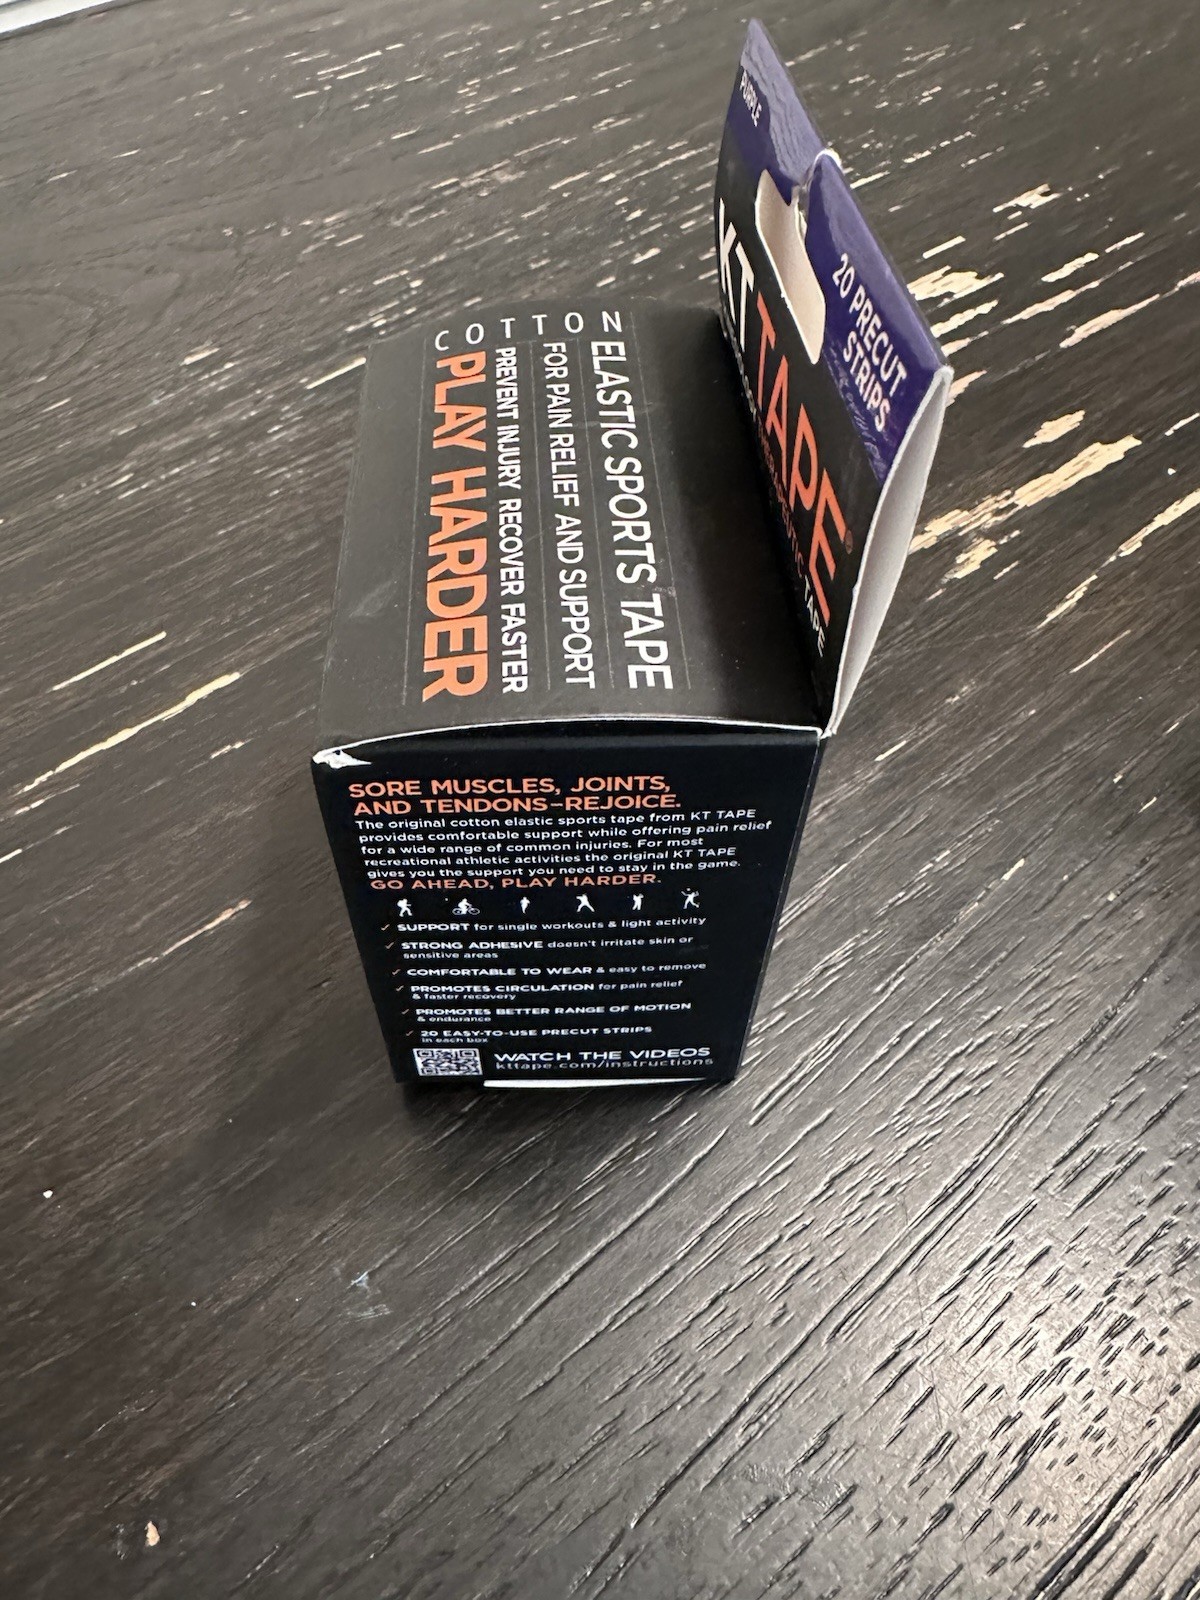 PURPLE
20 PRECUT
STRIPS
KT TAPE®
THERAPEUTIC TAPE
COTTON
ELASTIC SPORTS TAPE
FOR PAIN RELIEF AND SUPPORT
PREVENT INJURY RECOVER FASTER
PLAY HARDER
SORE MUSCLES, JOINTS,
AND TENDONS–REJOICE.
The original cotton elastic sports tape from KT TAPE
provides comfortable support while offering pain relief
for a wide range of common injuries. For most
recreational athletic activities the original KT TAPE
gives you the support you need to stay in the game.
GO AHEAD, PLAY HARDER.
✓ SUPPORT for single workouts & light activity
✓ STRONG ADHESIVE doesn't irritate skin or
sensitive areas
✓ COMFORTABLE TO WEAR & easy to remove
✓ PROMOTES CIRCULATION for pain relief
& faster recovery
✓ PROMOTES BETTER RANGE OF MOTION
& endurance
✓ 20 EASY-TO-USE PRECUT STRIPS
in each box
WATCH THE VIDEOS
kttape.com/instructions